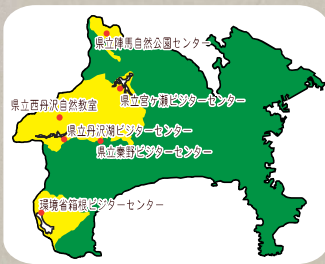 県立陣馬自然公園センター
県立宮ヶ瀬ビジターセンター
県立西丹沢自然教室
県立丹沢湖ビジターセンター
県立秦野ビジターセンター
環境省箱根ビジターセンター